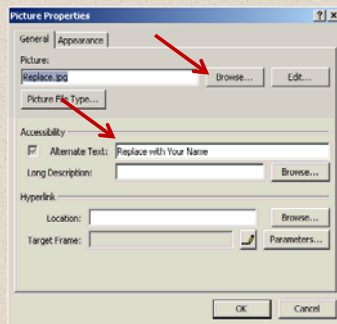 Picture Properties
General Appearance
Picture:
Replace.jpg Browse... Edit...
Picture File Type...
Accessibility
Alternate Text: Replace with Your Name
Long Description: Browse...
Hyperlink
Location: Browse...
Target Frame: Parameters...
OK Cancel